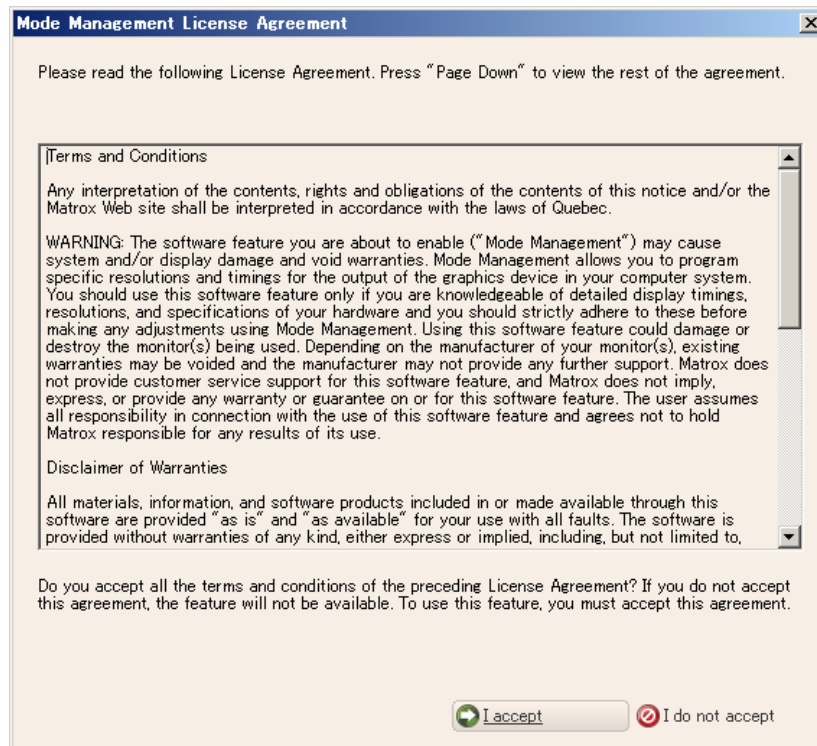 Mode Management License Agreement
Please read the following License Agreement. Press "Page Down" to view the rest of the agreement.
Terms and Conditions
Any interpretation of the contents, rights and obligations of the contents of this notice and/or the
Matrox Web site shall be interpreted in accordance with the laws of Quebec.
WARNING: The software feature you are about to enable ("Mode Management") may cause
system and/or display damage and void warranties. Mode Management allows you to program
specific resolutions and timings for the output of the graphics device in your computer system.
You should use this software feature only if you are knowledgeable of detailed display timings,
resolutions, and specifications of your hardware and you should strictly adhere to these before
making any adjustments using Mode Management. Using this software feature could damage or
destroy the monitor(s) being used. Depending on the manufacturer of your monitor(s), existing
warranties may be voided and the manufacturer may not provide any further support. Matrox does
not provide customer service support for this software feature, and Matrox does not imply,
express, or provide any warranty or guarantee on or for this software feature. The user assumes
all responsibility in connection with the use of this software feature and agrees not to hold
Matrox responsible for any results of its use.
Disclaimer of Warranties
All materials, information, and software products included in or made available through this
software are provided "as is" and "as available" for your use with all faults. The software is
provided without warranties of any kind, either express or implied, including, but not limited to,
Do you accept all the terms and conditions of the preceding License Agreement? If you do not accept
this agreement, the feature will not be available. To use this feature, you must accept this agreement.
I accept
I do not accept